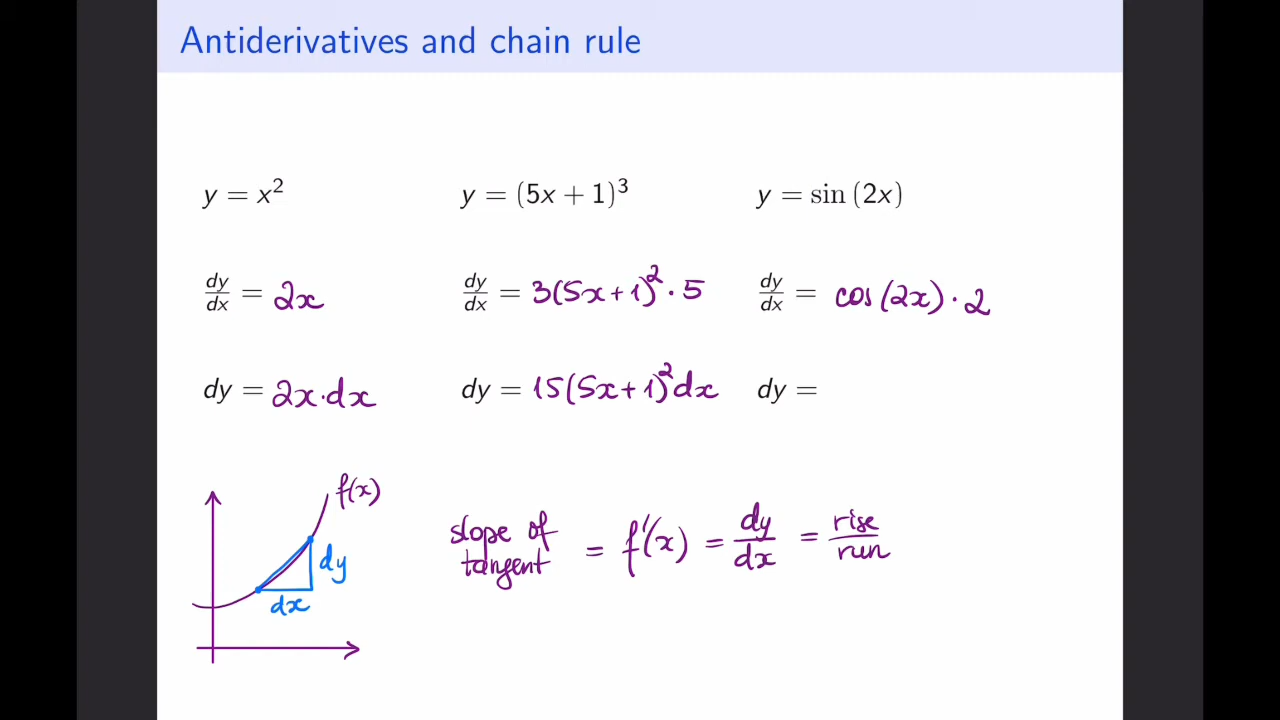 Antiderivatives and chain rule
y = x² y = (5x + 1)³ y = sin (2x)
dy/dx = 2x dy/dx = 3(5x+1)²·5 dy/dx = cos(2x)·2
dy = 2x·dx dy = 15(5x+1)²dx dy =
f(x)
dy
dx
slope of tangent = f'(x) = dy/dx = rise/run